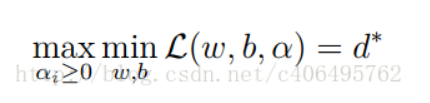 max min ℒ(w, b, α) = d*
αᵢ≥0 w,b
http://blog.csdn.net/c406495762